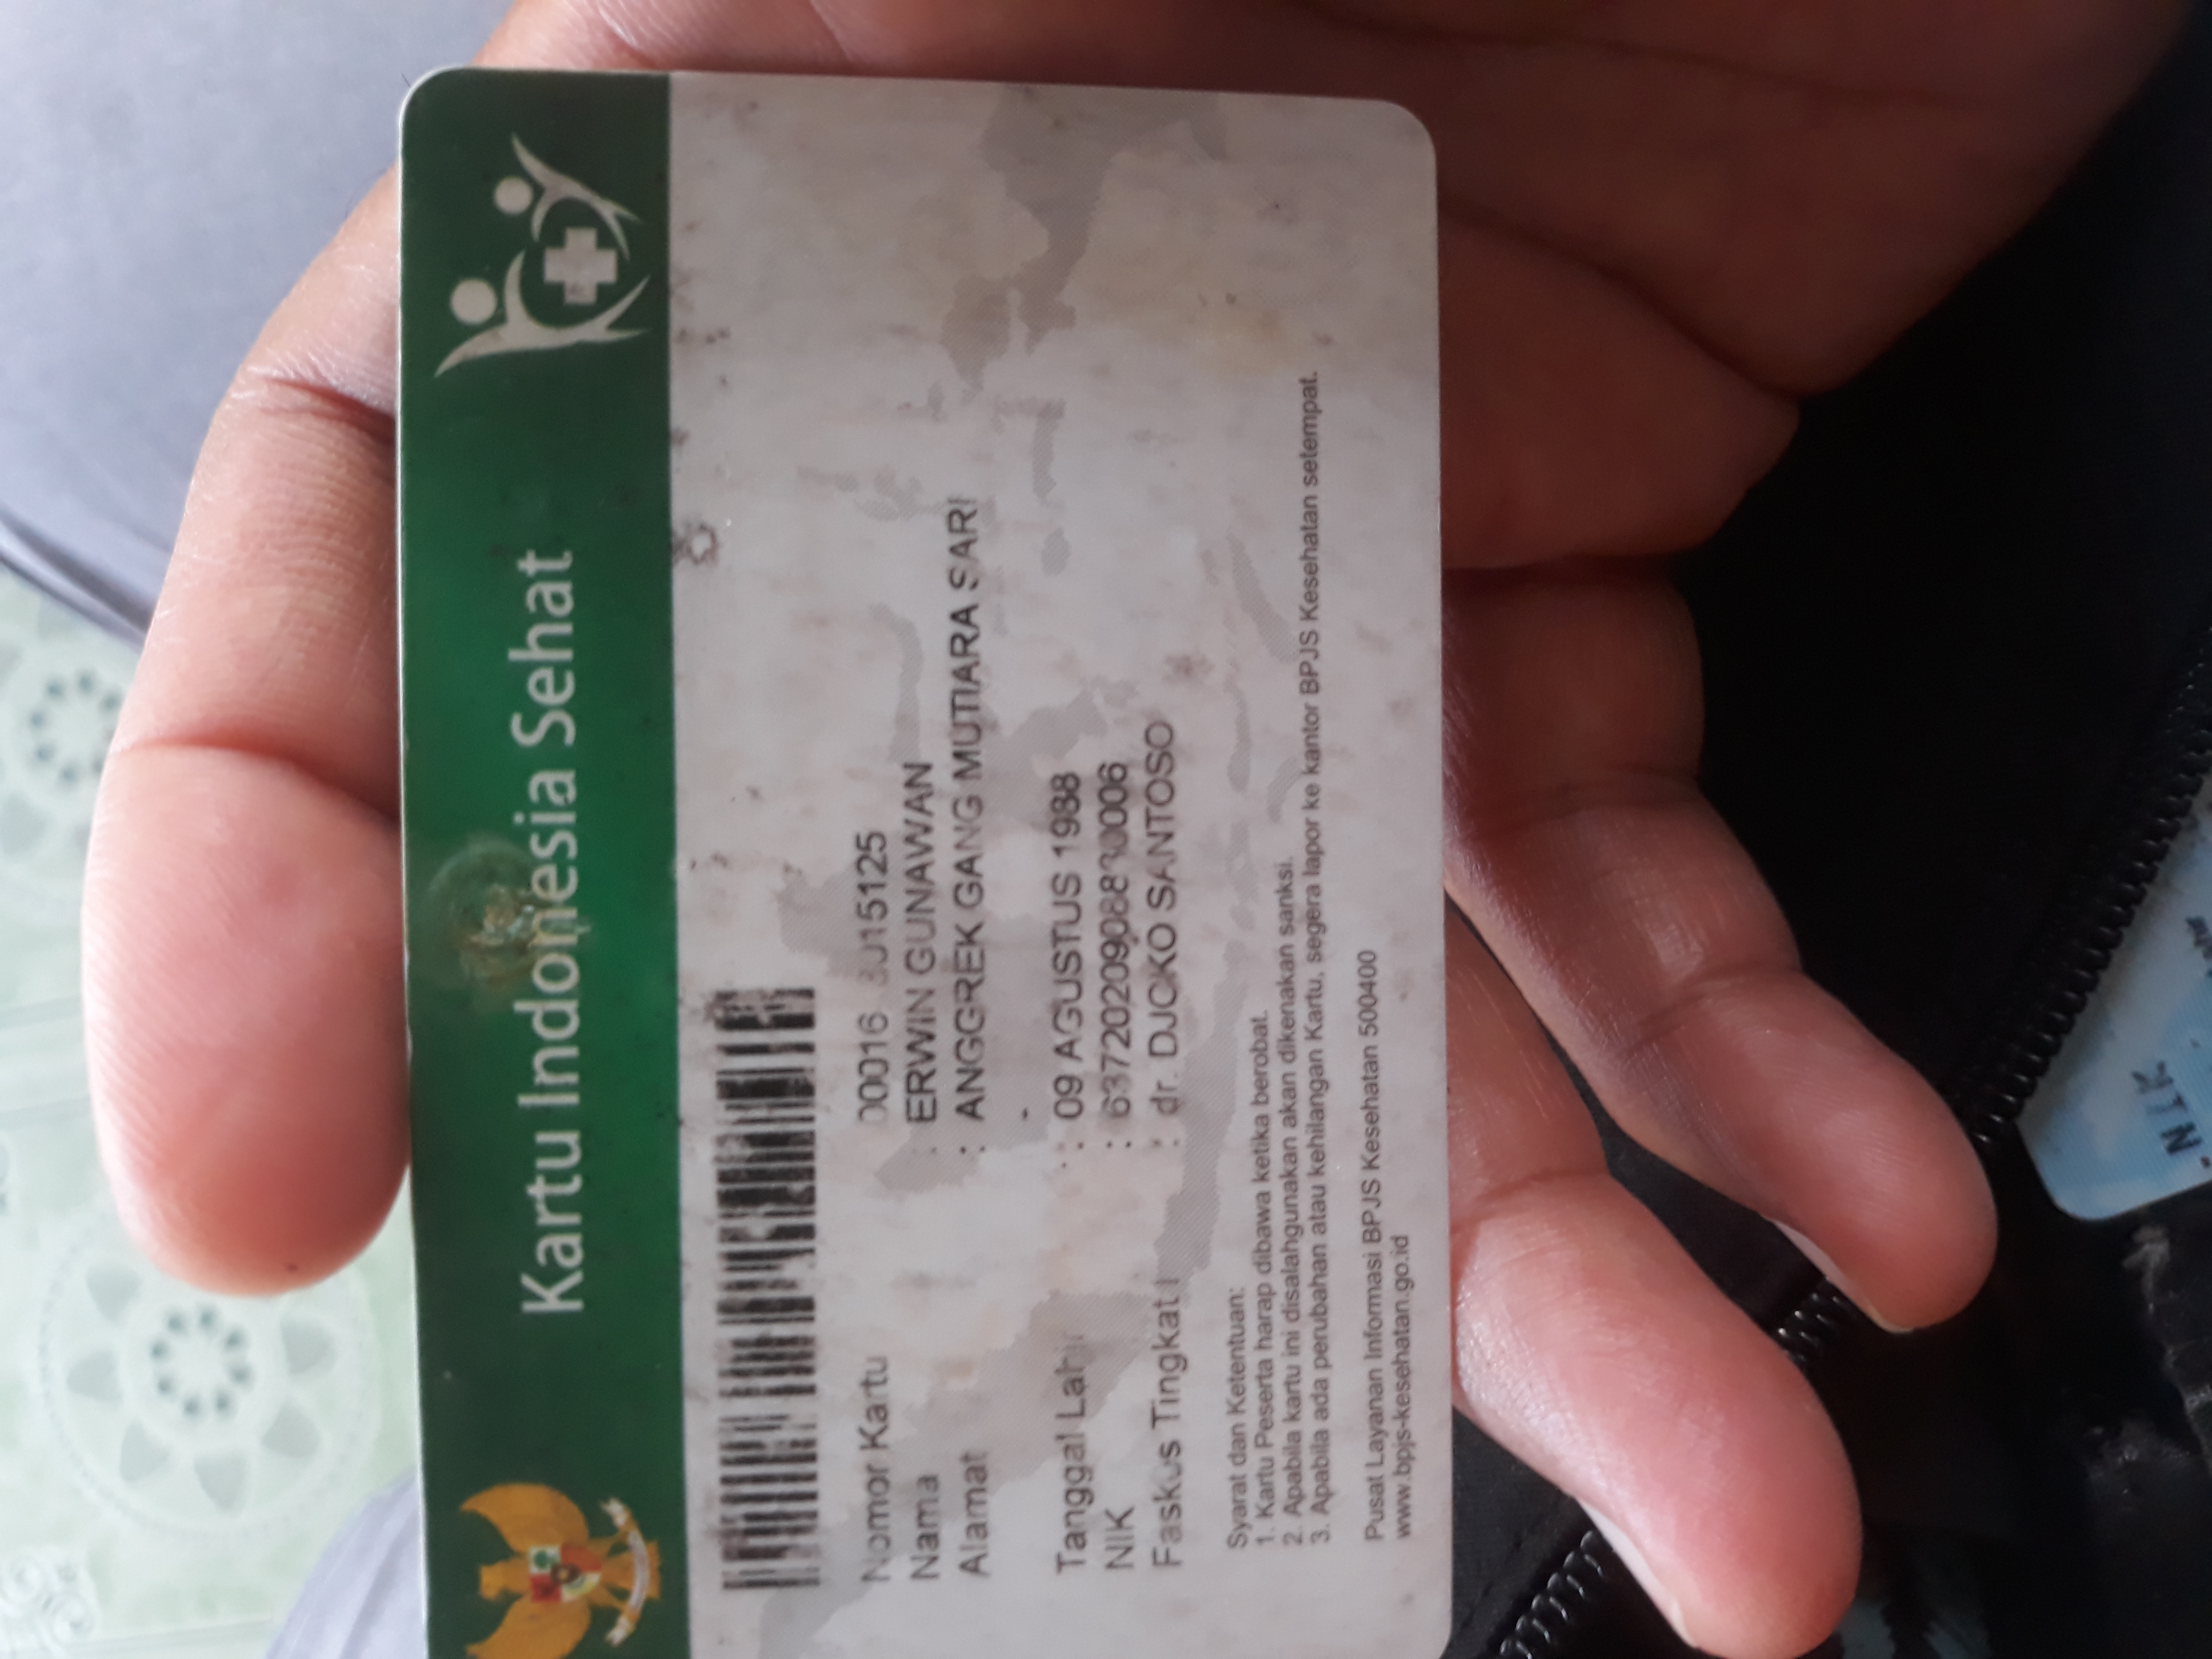 Kartu Indonesia Sehat
Nomor Kartu 00016 3015125
Nama : ERWIN GUNAWAN
Alamat : ANGGREK GANG MUTIARA SARI
-
Tanggal Lahir : 09 AGUSTUS 1988
NIK : 6372020908830006
Faskes Tingkat I : dr. DJOKO SANTOSO
Syarat dan Ketentuan:
1. Kartu Peserta harap dibawa ketika berobat.
2. Apabila kartu ini disalahgunakan akan dikenakan sanksi.
3. Apabila ada perubahan atau kehilangan Kartu, segera lapor ke kantor BPJS Kesehatan setempat.
Pusat Layanan Informasi BPJS Kesehatan 500400
www.bpjs-kesehatan.go.id
NIK